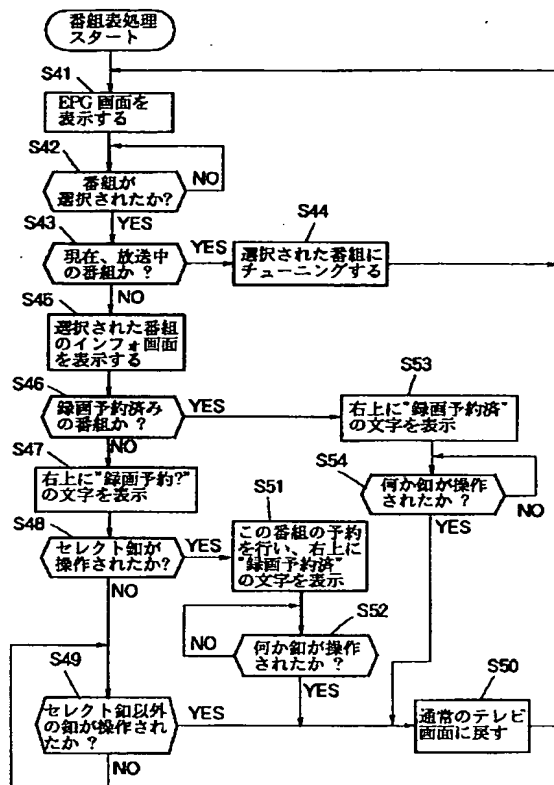 番組表処理
スタート
S41
EPG 画面を
表示する
S42
番組が
選択されたか?
NO
YES
S43
現在、放送中
の番組か ?
YES
S44
選択された番組に
チューニングする
NO
S45
選択された番組
のインフォ画面
を表示する
S46
録画予約済み
の番組か ?
YES
S53
右上に"録画予約済"
の文字を表示
NO
S47
右上に"録画予約?"
の文字を表示
S54
何か釦が操作
されたか ?
NO
YES
S48
セレクト釦が
操作されたか?
YES
S51
この番組の予約
を行い、右上に
"録画予約済"
の文字を表示
NO
S52
何か釦が操作
されたか ?
NO
YES
S49
セレクト釦以外
の釦が操作され
たか ?
YES
S50
通常のテレビ
画面に戻す
NO